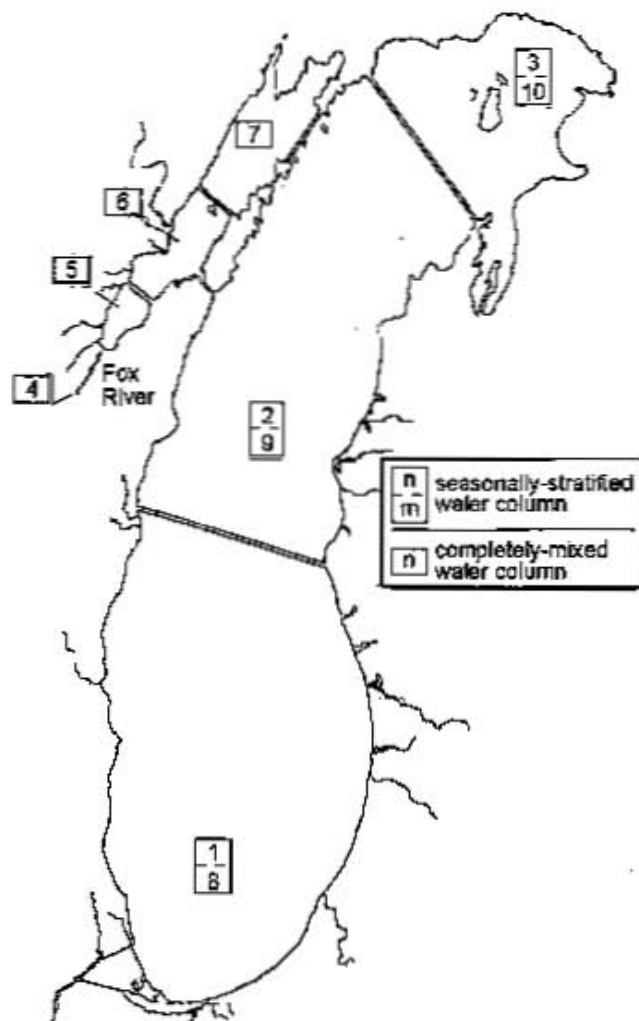 3
10
7
6
5
4
Fox
River
2
9
n
m
seasonally-stratified
water column
n
completely-mixed
water column
1
8